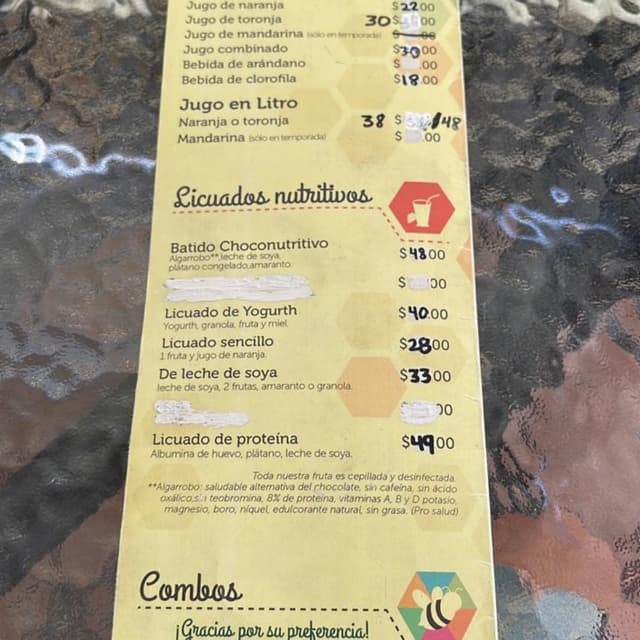 Jugo de naranja $22.00
Jugo de toronja 30 $ 00
Jugo de mandarina (sólo en temporada) $ 00
Jugo combinado $30.00
Bebida de arándano $ .00
Bebida de clorofila $18.00
Jugo en Litro
Naranja o toronja 38 $ /48
Mandarina (sólo en temporada) $ .00
Licuados nutritivos
Batido Choconutritivo $48.00
Algarrobo**,leche de soya,
plátano congelado,amaranto.
$ 00
Licuado de Yogurth $40.00
Yogurth, granola, fruta y miel.
Licuado sencillo $28.00
1 fruta y jugo de naranja.
De leche de soya $33.00
leche de soya, 2 frutas, amaranto o granola.
00
Licuado de proteína $49.00
Albumina de huevo, plátano, leche de soya.
Toda nuestra fruta es cepillada y desinfectada.
**Algarrobo: saludable alternativa del chocolate, sin cafeína, sin ácido
oxálico,sin teobromina, 8% de proteína, vitaminas A, B y D potasio,
magnesio, boro, níquel, edulcorante natural, sin grasa. (Pro salud)
Combos
¡Gracias por su preferencia!